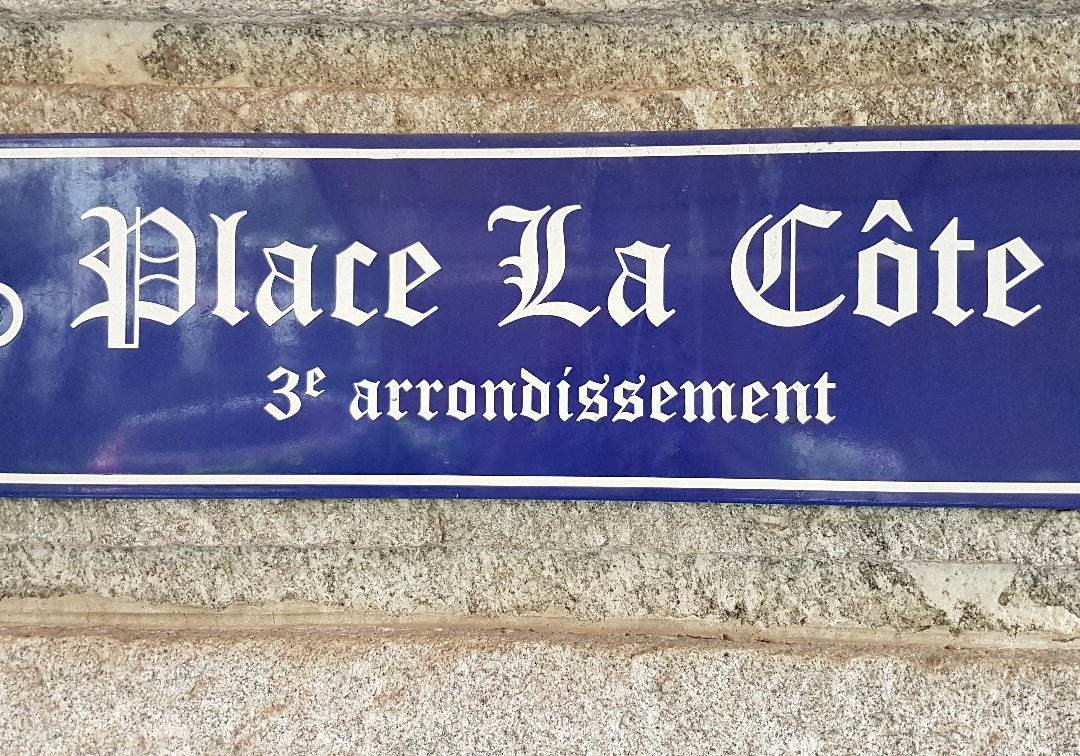 Place La Côte
3e arrondissement